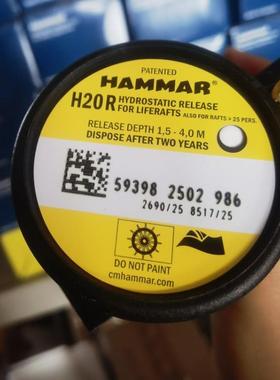 PATENTED
HAMMAR®
H20R HYDROSTATIC RELEASE
FOR LIFERAFTS ALSO FOR RAFTS > 25 PERS.
RELEASE DEPTH 1,5 - 4,0 M
DISPOSE AFTER TWO YEARS
59398 2502 986
2690/25 8517/25
DO NOT PAINT
cmhammar.com